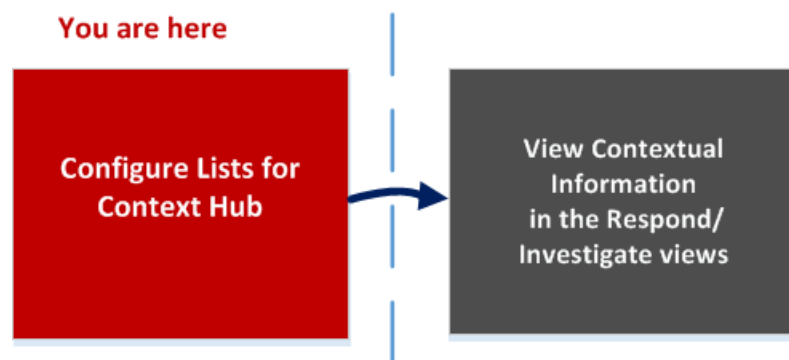 You are here
Configure Lists for
Context Hub
View Contextual
Information
in the Respond/
Investigate views